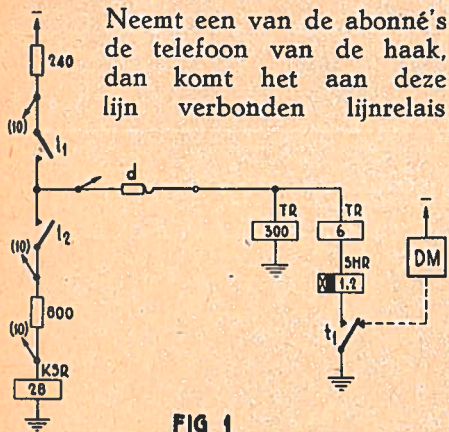 Neemt een van de abonné's
de telefoon van de haak,
dan komt het aan deze
lijn verbonden lijnrelais
240
(10)
l₁
d
l₂
(10)
TR
300
TR
6
DM
SHR
1,2
800
t₁
(10)
KSR
28
FIG 1